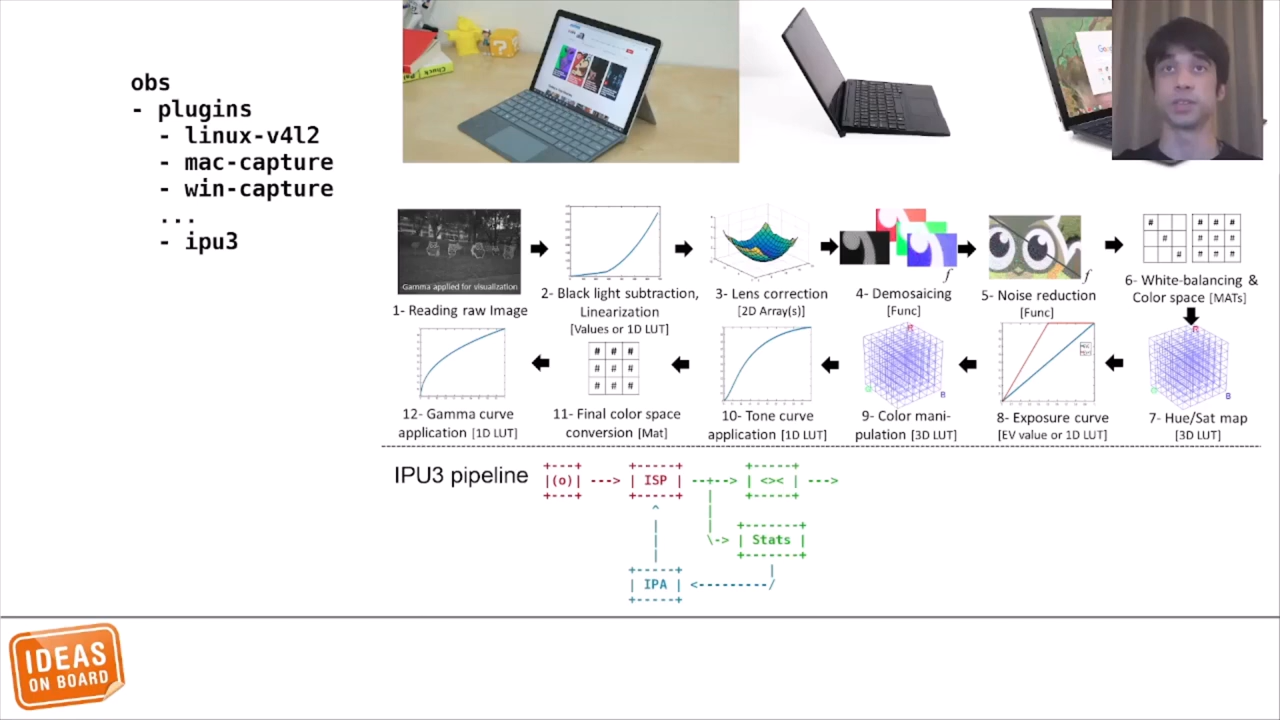 obs
- plugins
- linux-v4l2
- mac-capture
- win-capture
...
- ipu3
Gamma applied for visualization
1- Reading raw Image
2- Black light subtraction,
Linearization
[Values or 1D LUT]
3- Lens correction
[2D Array(s)]
f
4- Demosaicing
[Func]
f
5- Noise reduction
[Func]
# # # #
# # # #
# # # #
6- White-balancing &
Color space [MATs]
12- Gamma curve
application [1D LUT]
# # #
# # #
# # #
11- Final color space
conversion [Mat]
10- Tone curve
application [1D LUT]
R
G
B
9- Color mani-
pulation [3D LUT]
8- Exposure curve
[EV value or 1D LUT]
R
G
B
7- Hue/Sat map
[3D LUT]
IPU3 pipeline
+---+ +-----+ +-----+
|(o)| ---> | ISP | --+--> | <>< | --->
+---+ +-----+ | +-----+
^ |
| | +-------+
| \-> | Stats |
| +-------+
+-----+ |
| IPA | <---------/
+-----+
IDEAS
ON BOARD